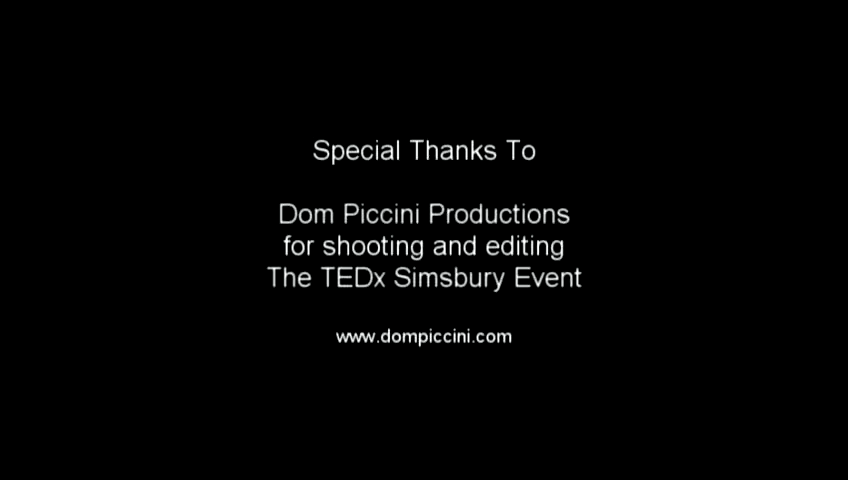 Special Thanks To
Dom Piccini Productions
for shooting and editing
The TEDx Simsbury Event
www.dompiccini.com